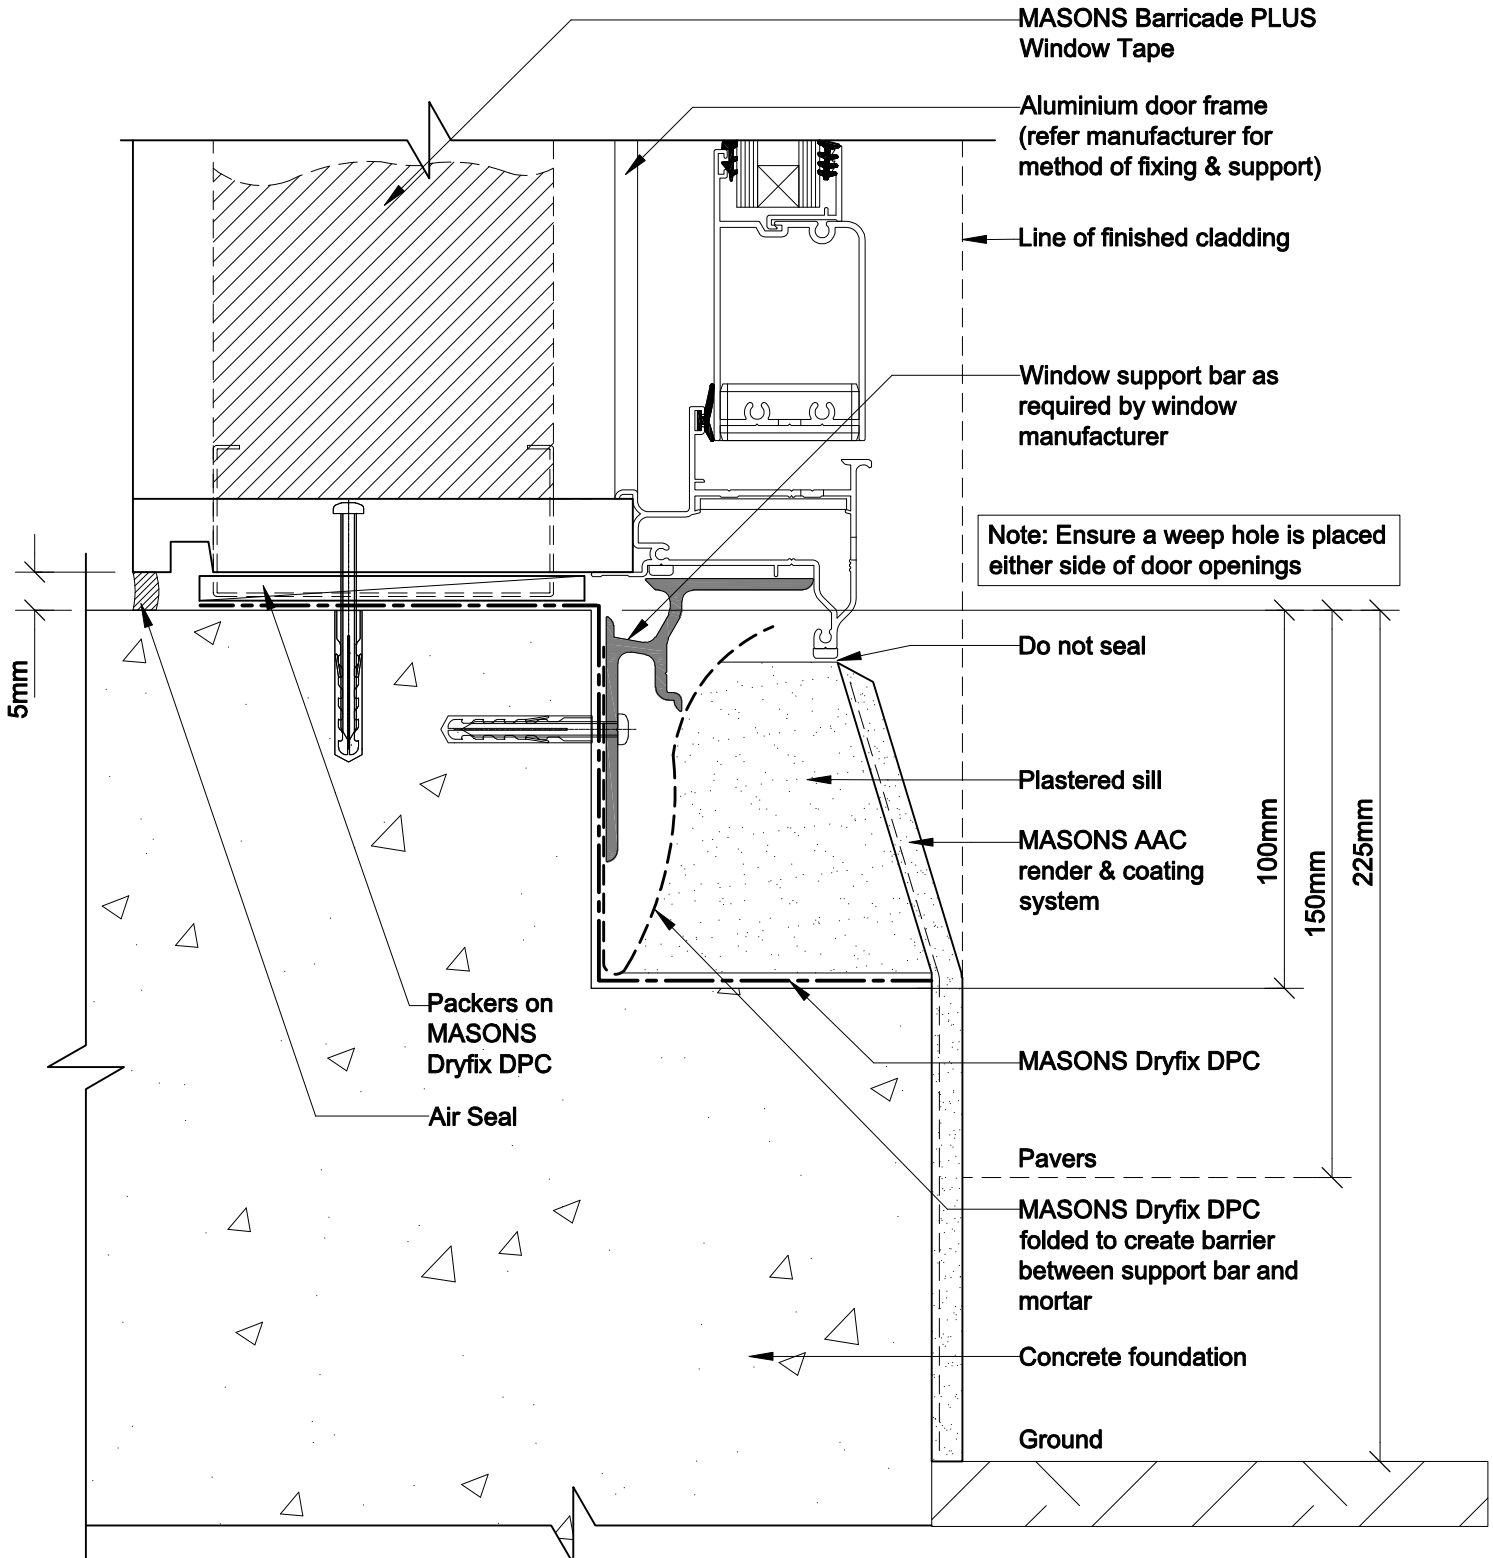 MASONS Barricade PLUS
Window Tape
Aluminium door frame
(refer manufacturer for
method of fixing & support)
Line of finished cladding
Window support bar as
required by window
manufacturer
Note: Ensure a weep hole is placed
either side of door openings
Do not seal
5mm
Plastered sill
MASONS AAC
render & coating
system
100mm
150mm
225mm
Packers on
MASONS
Dryfix DPC
MASONS Dryfix DPC
Air Seal
Pavers
MASONS Dryfix DPC
folded to create barrier
between support bar and
mortar
Concrete foundation
Ground